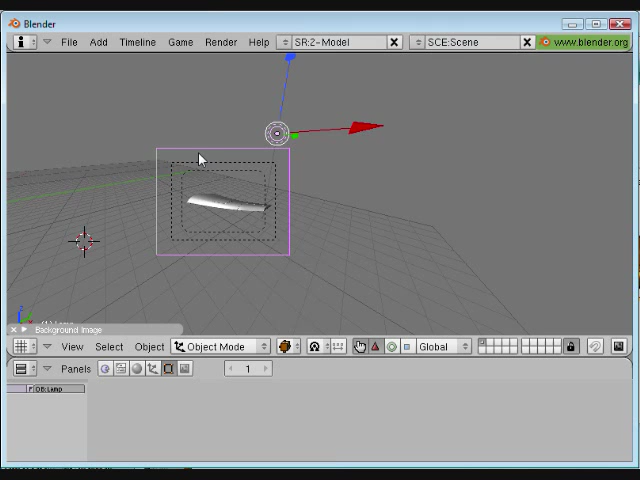 Blender
File Add Timeline Game Render Help SR:2-Model SCE:Scene www.blender.org
Background Image
View Select Object Object Mode Global
Panels 1
F OB:Lamp